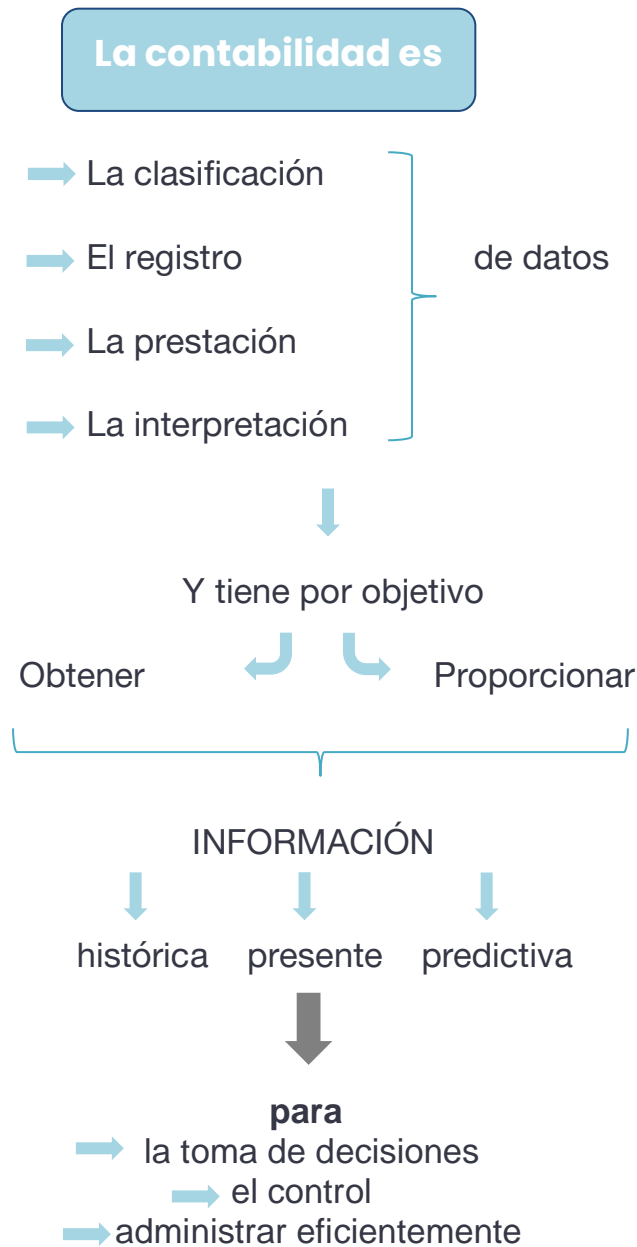 La contabilidad es
La clasificación
El registro
de datos
La prestación
La interpretación
Y tiene por objetivo
Obtener
Proporcionar
INFORMACIÓN
histórica presente predictiva
para
la toma de decisiones
el control
administrar eficientemente